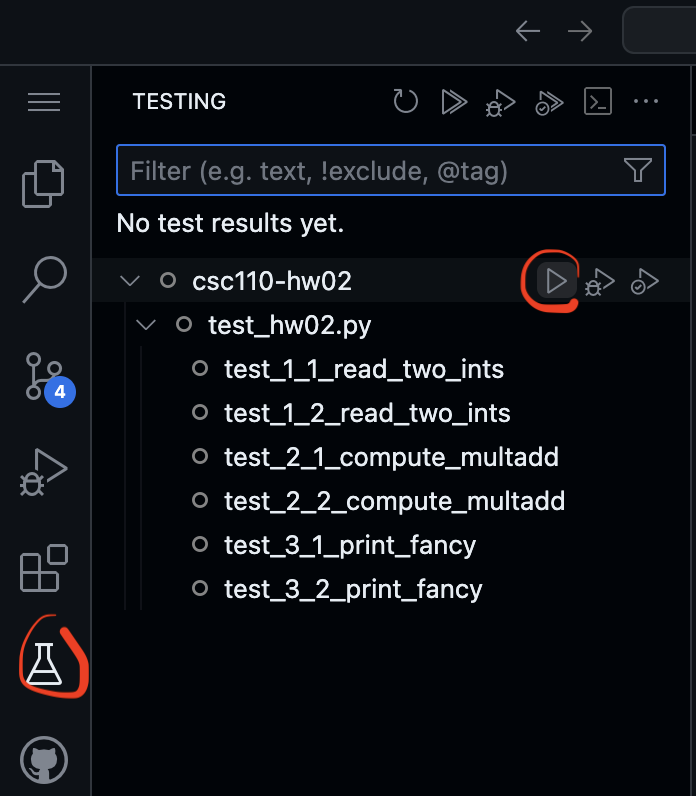 TESTING
Filter (e.g. text, !exclude, @tag)
No test results yet.
csc110-hw02
test_hw02.py
test_1_1_read_two_ints
test_1_2_read_two_ints
4
test_2_1_compute_multadd
test_2_2_compute_multadd
test_3_1_print_fancy
test_3_2_print_fancy